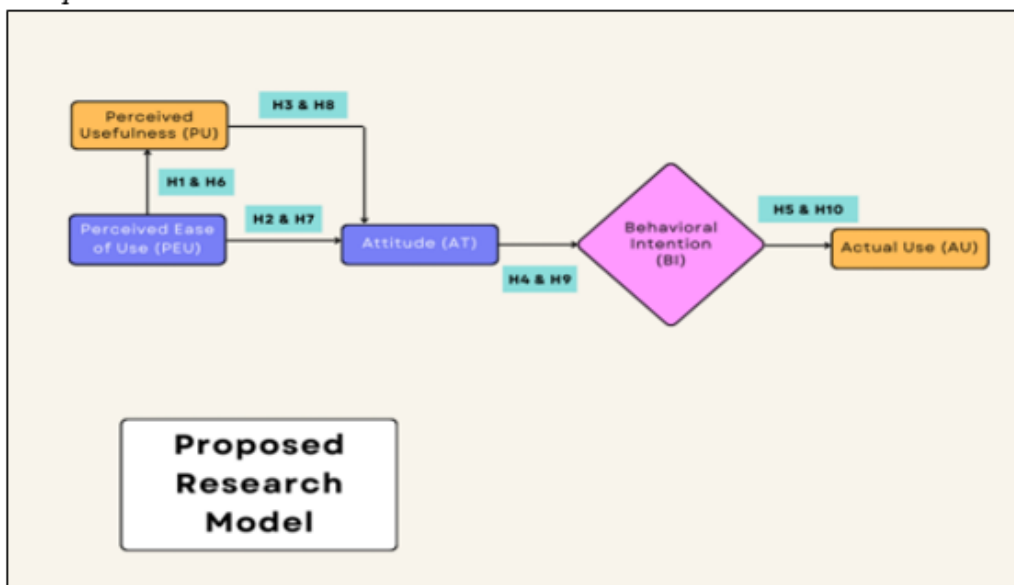 H3 & H8
Perceived
Usefulness (PU)
H1 & H6
Perceived Ease
of Use (PEU)
H2 & H7
Attitude (AT)
H4 & H9
Behavioral
Intention
(BI)
H5 & H10
Actual Use (AU)
Proposed
Research
Model